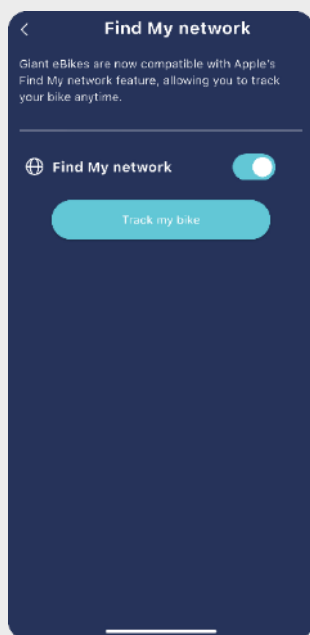 Find My network
Giant eBikes are now compatible with Apple's
Find My network feature, allowing you to track
your bike anytime.
Find My network
Track my bike